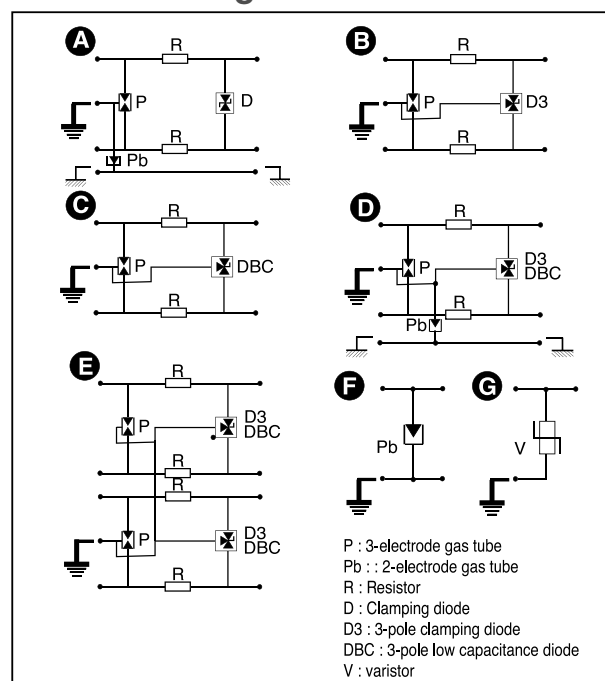 A
R
P
D
R
Pb
B
R
P
D3
R
C
R
P
DBC
R
D
R
P
D3
DBC
R
Pb
E
R
P
D3
DBC
R
R
P
D3
DBC
R
F
Pb
G
V
P : 3-electrode gas tube
Pb : : 2-electrode gas tube
R : Resistor
D : Clamping diode
D3 : 3-pole clamping diode
DBC : 3-pole low capacitance diode
V : varistor